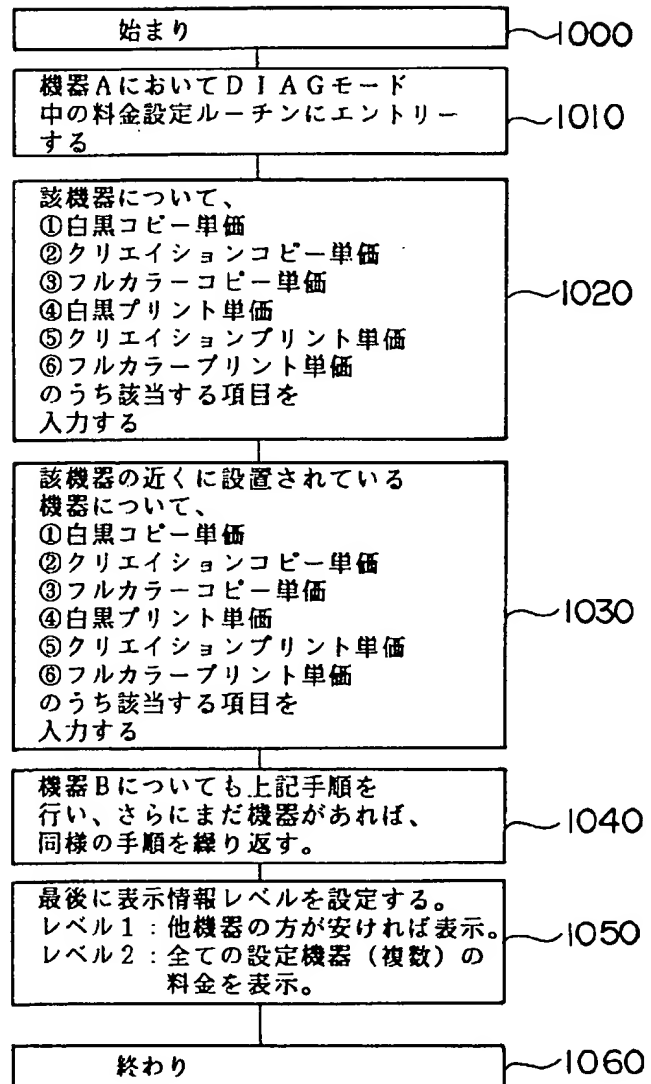 始まり
1000
機器AにおいてDIAGモード
中の料金設定ルーチンにエントリー
する
1010
該機器について、
①白黒コピー単価
②クリエイションコピー単価
③フルカラーコピー単価
④白黒プリント単価
⑤クリエイションプリント単価
⑥フルカラープリント単価
のうち該当する項目を
入力する
1020
該機器の近くに設置されている
機器について、
①白黒コピー単価
②クリエイションコピー単価
③フルカラーコピー単価
④白黒プリント単価
⑤クリエイションプリント単価
⑥フルカラープリント単価
のうち該当する項目を
入力する
1030
機器Bについても上記手順を
行い、さらにまだ機器があれば、
同様の手順を繰り返す。
1040
最後に表示情報レベルを設定する。
レベル1：他機器の方が安ければ表示。
レベル2：全ての設定機器（複数）の
料金を表示。
1050
終わり
1060